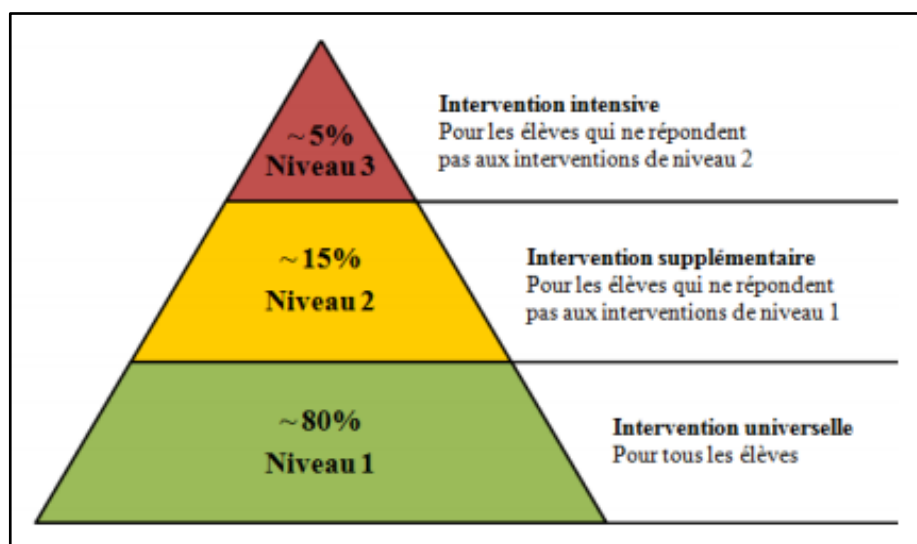 ~5%
Niveau 3
Intervention intensive
Pour les élèves qui ne répondent
pas aux interventions de niveau 2
~15%
Niveau 2
Intervention supplémentaire
Pour les élèves qui ne répondent
pas aux interventions de niveau 1
~80%
Niveau 1
Intervention universelle
Pour tous les élèves